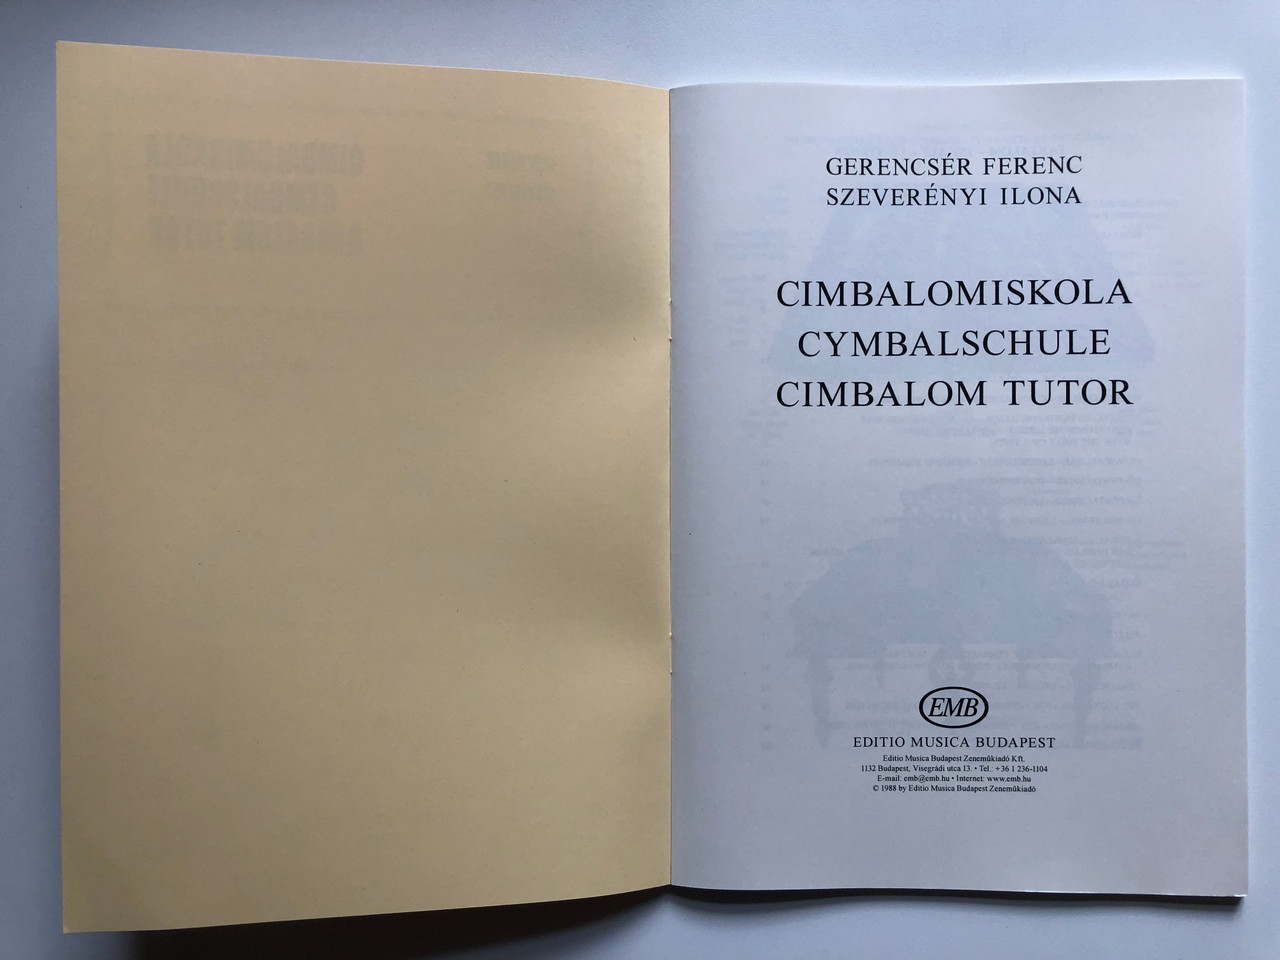 GERENCSÉR FERENC
SZEVERÉNYI ILONA
CIMBALOMISKOLA
CYMBALSCHULE
CIMBALOM TUTOR
EMB
EDITIO MUSICA BUDAPEST
Editio Musica Budapest Zeneműkiadó Kft.
1132 Budapest, Visegrádi utca 13. • Tel.: +36 1 236-1104
E-mail: emb@emb.hu • Internet: www.emb.hu
© 1988 by Editio Musica Budapest Zeneműkiadó